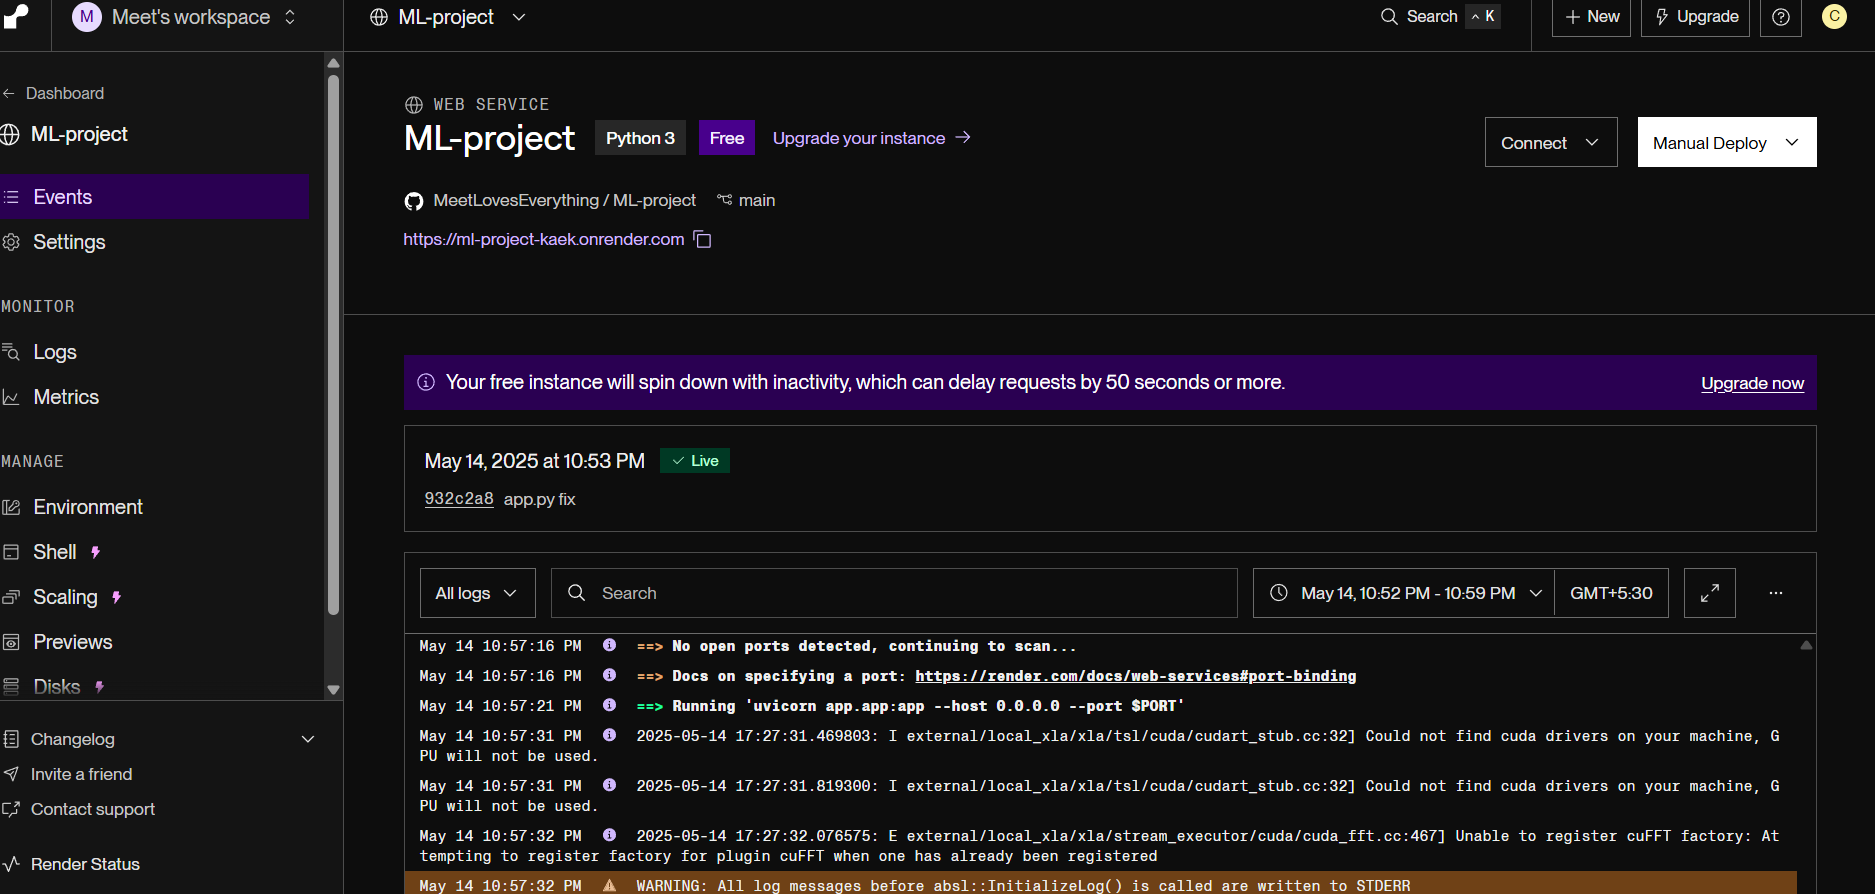 M Meet's workspace
ML-project
Search ^ K
+ New
Upgrade
C
← Dashboard
ML-project
Events
Settings
MONITOR
Logs
Metrics
MANAGE
Environment
Shell
Scaling
Previews
Disks
Changelog
Invite a friend
Contact support
Render Status
WEB SERVICE
ML-project Python 3 Free Upgrade your instance →
Connect
Manual Deploy
MeetLovesEverything / ML-project main
https://ml-project-kaek.onrender.com
Your free instance will spin down with inactivity, which can delay requests by 50 seconds or more.
Upgrade now
May 14, 2025 at 10:53 PM ✓ Live
932c2a8 app.py fix
All logs
Search
May 14, 10:52 PM - 10:59 PM
GMT+5:30
...
May 14 10:57:16 PM ==> No open ports detected, continuing to scan...
May 14 10:57:16 PM ==> Docs on specifying a port: https://render.com/docs/web-services#port-binding
May 14 10:57:21 PM ==> Running 'uvicorn app.app:app --host 0.0.0.0 --port $PORT'
May 14 10:57:31 PM 2025-05-14 17:27:31.469803: I external/local_xla/xla/tsl/cuda/cudart_stub.cc:32] Could not find cuda drivers on your machine, G
PU will not be used.
May 14 10:57:31 PM 2025-05-14 17:27:31.819300: I external/local_xla/xla/tsl/cuda/cudart_stub.cc:32] Could not find cuda drivers on your machine, G
PU will not be used.
May 14 10:57:32 PM 2025-05-14 17:27:32.076575: E external/local_xla/xla/stream_executor/cuda/cuda_fft.cc:467] Unable to register cuFFT factory: At
tempting to register factory for plugin cuFFT when one has already been registered
May 14 10:57:32 PM WARNING: All log messages before absl::InitializeLog() is called are written to STDERR